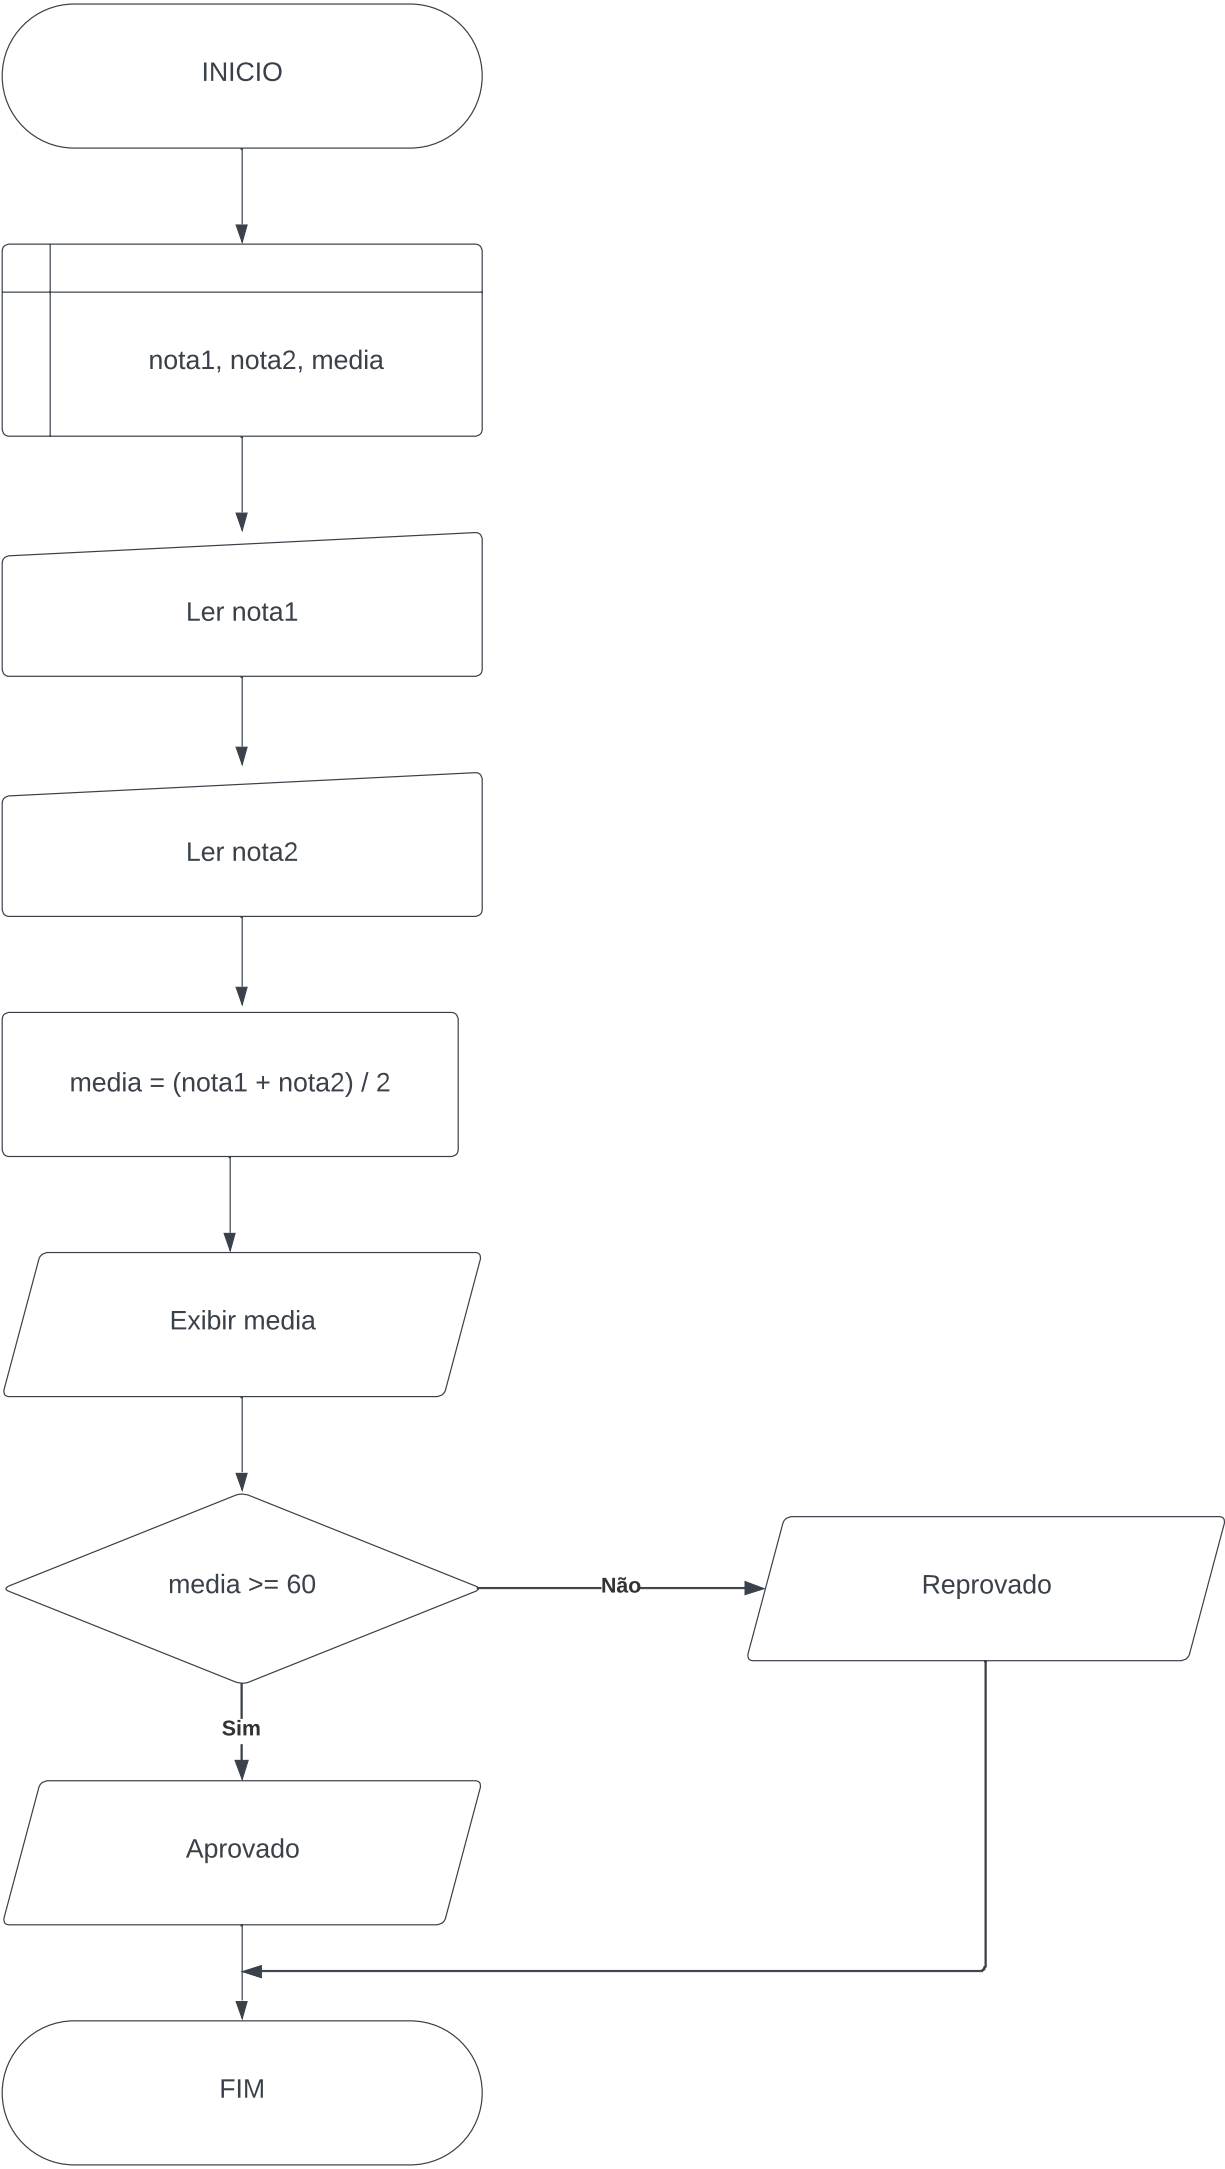 INICIO
nota1, nota2, media
Ler nota1
Ler nota2
media = (nota1 + nota2) / 2
Exibir media
media >= 60
Não
Reprovado
Sim
Aprovado
FIM